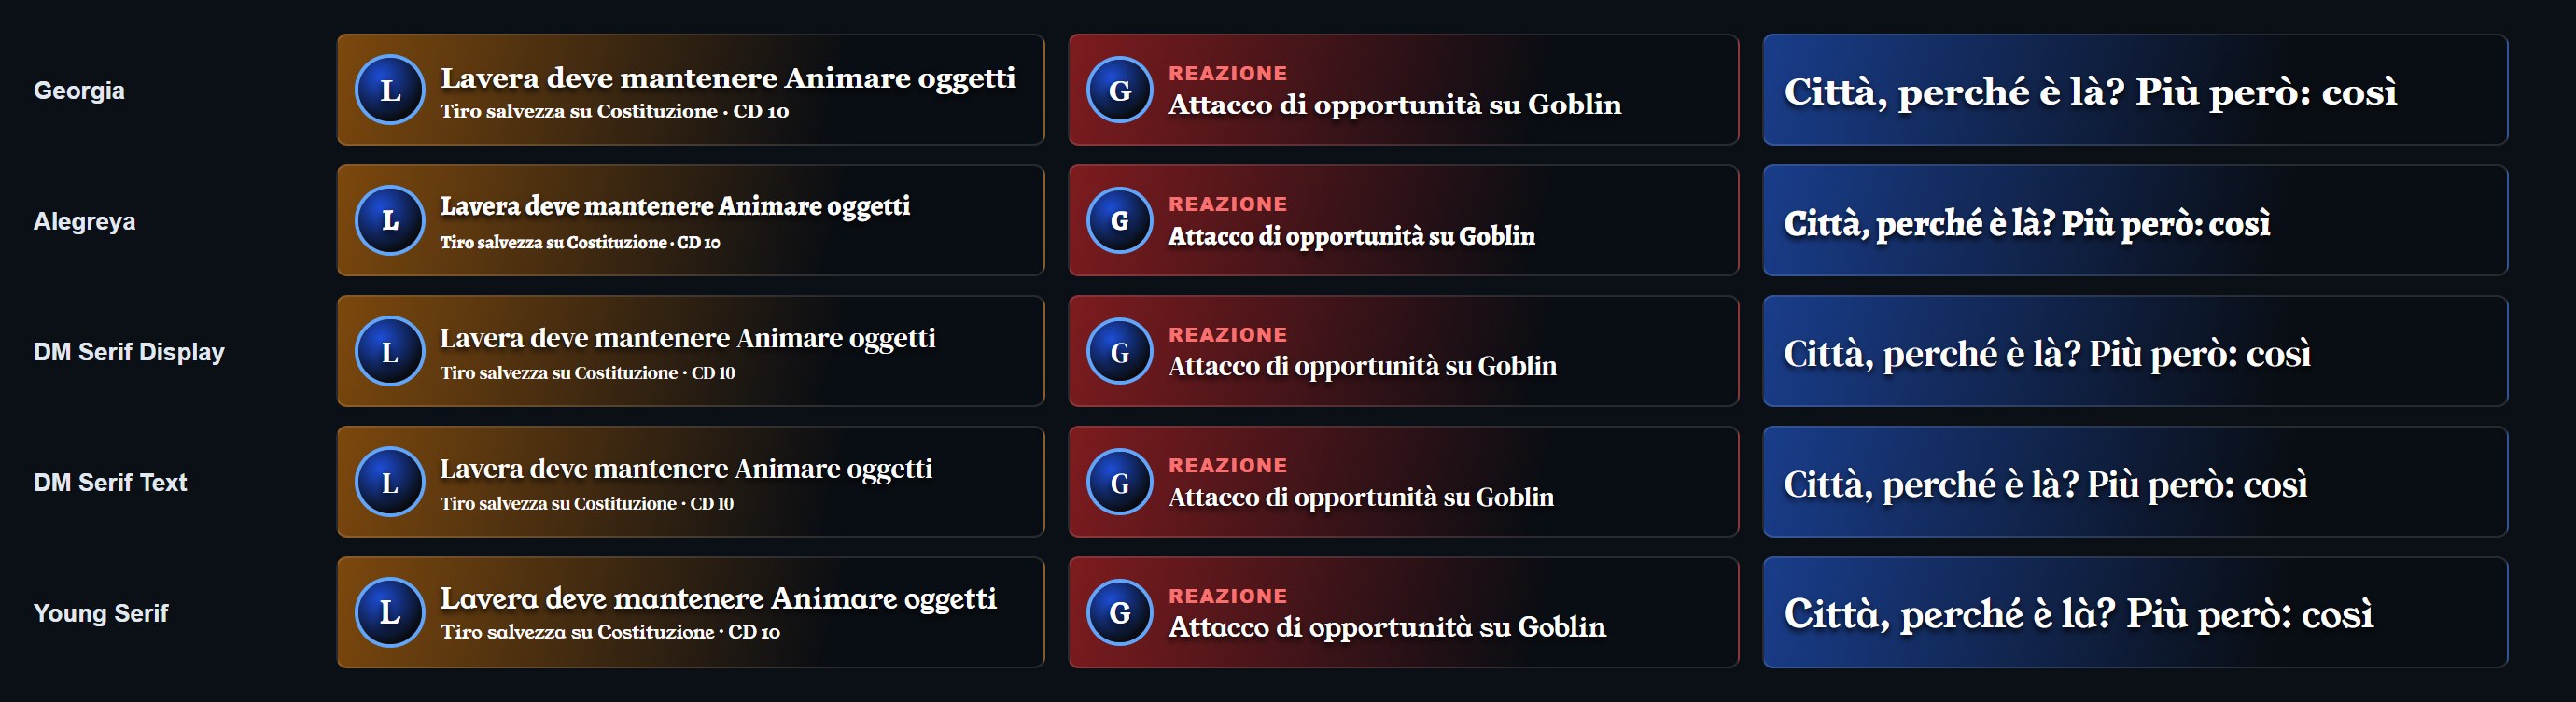 Georgia
L
Lavera deve mantenere Animare oggetti
Tiro salvezza su Costituzione · CD 10
G
REAZIONE
Attacco di opportunità su Goblin
Città, perché è là? Più però: così
Alegreya
L
Lavera deve mantenere Animare oggetti
Tiro salvezza su Costituzione · CD 10
G
REAZIONE
Attacco di opportunità su Goblin
Città, perché è là? Più però: così
DM Serif Display
L
Lavera deve mantenere Animare oggetti
Tiro salvezza su Costituzione · CD 10
G
REAZIONE
Attacco di opportunità su Goblin
Città, perché è là? Più però: così
DM Serif Text
L
Lavera deve mantenere Animare oggetti
Tiro salvezza su Costituzione · CD 10
G
REAZIONE
Attacco di opportunità su Goblin
Città, perché è là? Più però: così
Young Serif
L
Lavera deve mantenere Animare oggetti
Tiro salvezza su Costituzione · CD 10
G
REAZIONE
Attacco di opportunità su Goblin
Città, perché è là? Più però: così